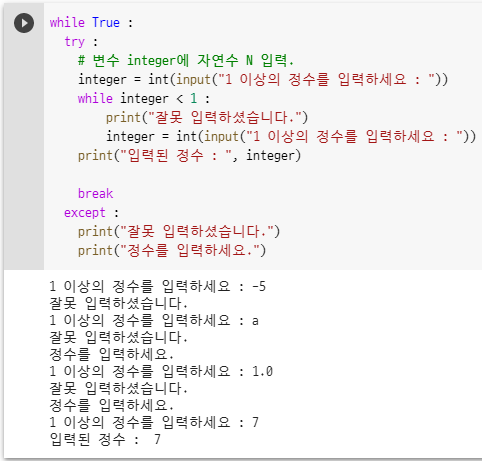 while True :
  try :
    # 변수 integer에 자연수 N 입력.
    integer = int(input("1 이상의 정수를 입력하세요 : "))
    while integer < 1 :
        print("잘못 입력하셨습니다.")
        integer = int(input("1 이상의 정수를 입력하세요 : "))
    print("입력된 정수 : ", integer)

    break
  except :
    print("잘못 입력하셨습니다.")
    print("정수를 입력하세요.")
1 이상의 정수를 입력하세요 : -5
잘못 입력하셨습니다.
1 이상의 정수를 입력하세요 : a
잘못 입력하셨습니다.
정수를 입력하세요.
1 이상의 정수를 입력하세요 : 1.0
잘못 입력하셨습니다.
정수를 입력하세요.
1 이상의 정수를 입력하세요 : 7
입력된 정수 :  7